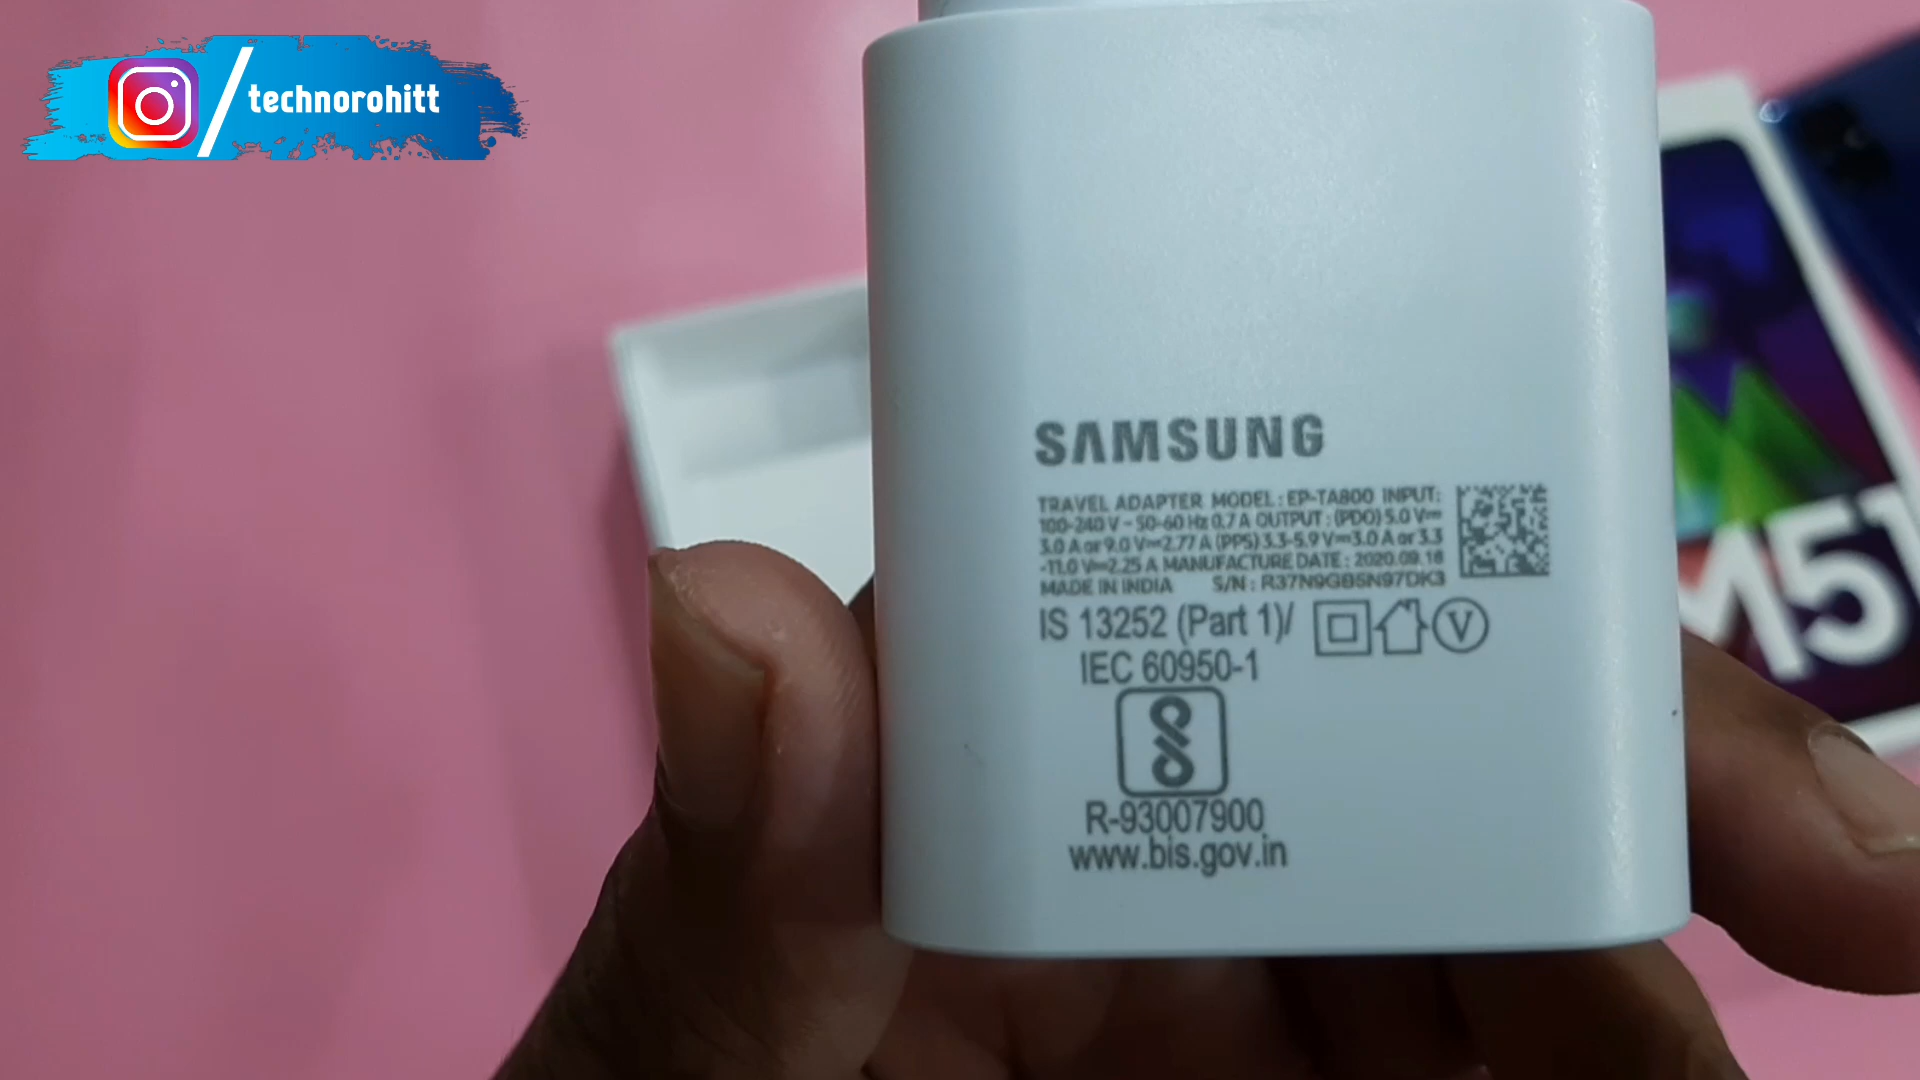 technorohitt
SAMSUNG
TRAVEL ADAPTER MODEL : EP-TA800 INPUT:
100-240 V ~ 50-60 Hz 0.7 A OUTPUT : (PDO) 5.0 V⎓
3.0 A or 9.0 V⎓2.77 A (PPS) 3.3-5.9 V⎓3.0 A or 3.3
-11.0 V⎓2.25 A MANUFACTURE DATE : 2020.09.18
MADE IN INDIA S/N : R37N9GB5N97DK3
IS 13252 (Part 1)/
IEC 60950-1
V
R-93007900
www.bis.gov.in
M51